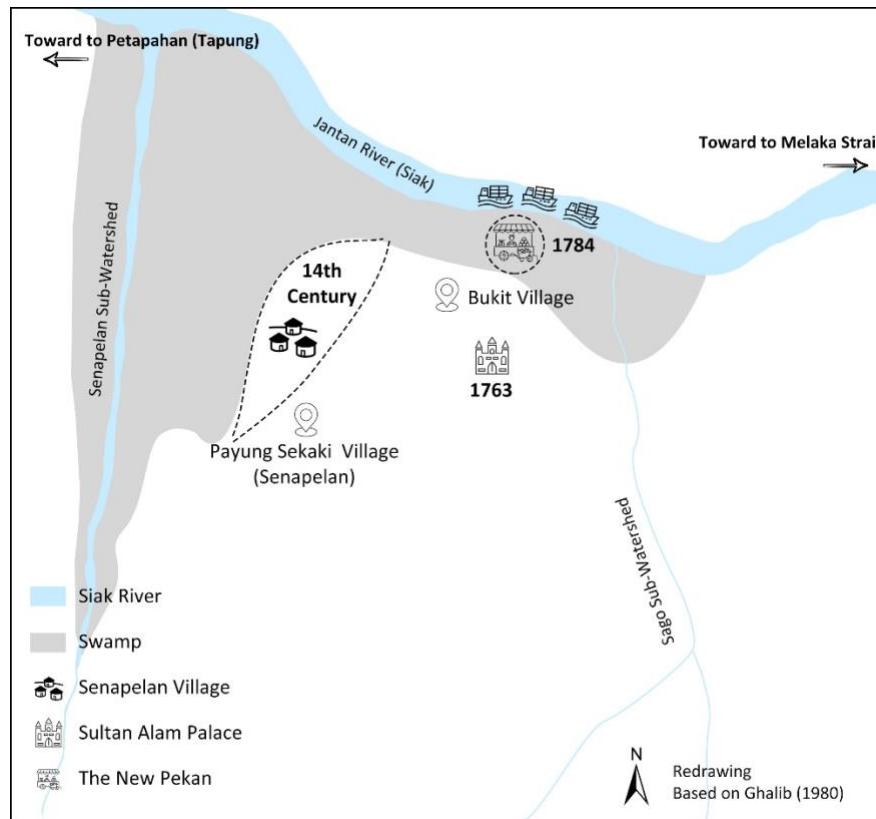 Toward to Petapahan (Tapung)
Jantan River (Siak)
Toward to Melaka Strai
Senapelan Sub-Watershed
14th
Century
1784
Bukit Village
1763
Payung Sekaki Village
(Senapelan)
Sago Sub-Watershed
Siak River
Swamp
Senapelan Village
Sultan Alam Palace
The New Pekan
N
Redrawing
Based on Ghalib (1980)